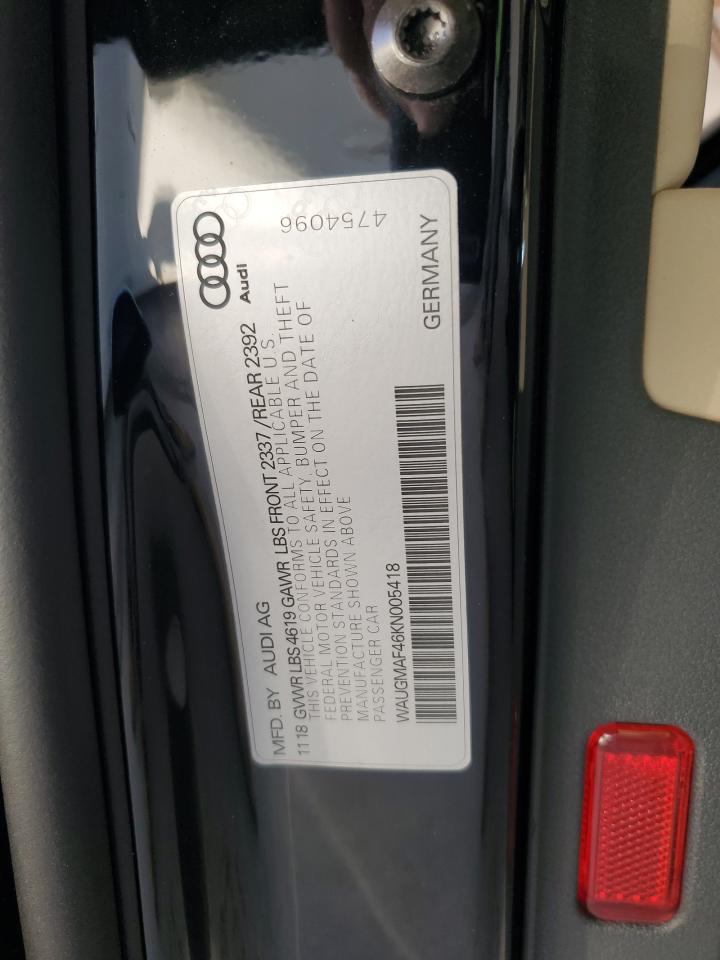 MFD. BY AUDI AG
11 18 GVWR LBS 4619 GAWR LBS FRONT 2337 / REAR 2392
THIS VEHICLE CONFORMS TO ALL APPLICABLE U.S.
FEDERAL MOTOR VEHICLE SAFETY, BUMPER AND THEFT
PREVENTION STANDARDS IN EFFECT ON THE DATE OF
MANUFACTURE SHOWN ABOVE
PASSENGER CAR
WAUGMAF46KN005418
Audi
4754096
GERMANY